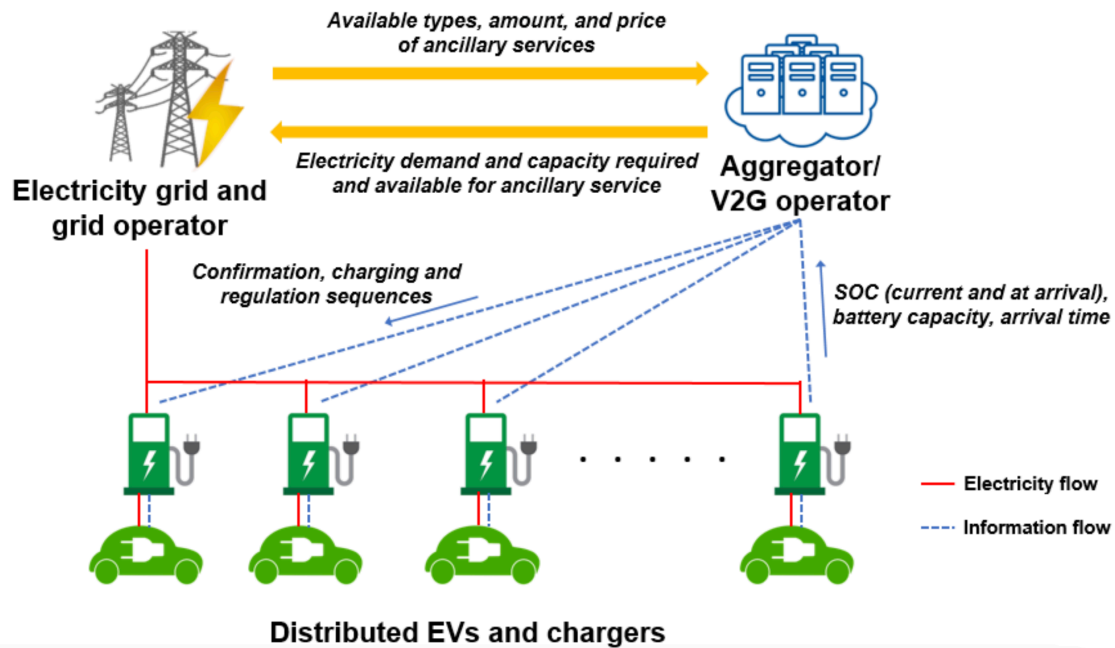 Available types, amount, and price
of ancillary services
Electricity demand and capacity required
and available for ancillary service
Electricity grid and
grid operator
Aggregator/
V2G operator
Confirmation, charging and
regulation sequences
SOC (current and at arrival),
battery capacity, arrival time
Electricity flow
Information flow
Distributed EVs and chargers